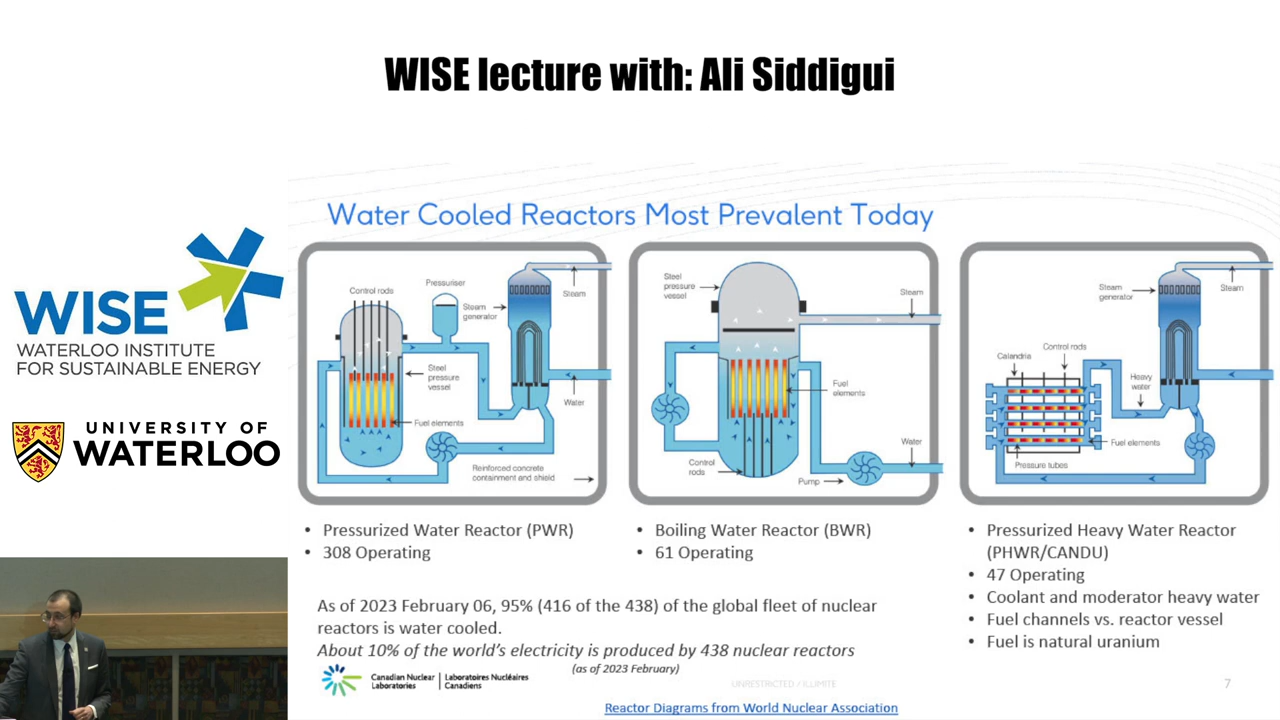 WISE lecture with: Ali Siddigui
WISE
WATERLOO INSTITUTE
FOR SUSTAINABLE ENERGY
UNIVERSITY OF
WATERLOO
Water Cooled Reactors Most Prevalent Today
Control rods
Pressuriser
Steam
generator
Steam
Steel
pressure
vessel
Water
Fuel elements
Reinforced concrete
containment and shield
Steel
pressure
vessel
Steam
Fuel
elements
Water
Control
rods
Pump
Steam
generator
Steam
Control rods
Calandria
Heavy
water
Fuel elements
Pressure tubes
• Pressurized Water Reactor (PWR)
• 308 Operating
• Boiling Water Reactor (BWR)
• 61 Operating
• Pressurized Heavy Water Reactor
(PHWR/CANDU)
• 47 Operating
• Coolant and moderator heavy water
• Fuel channels vs. reactor vessel
• Fuel is natural uranium
As of 2023 February 06, 95% (416 of the 438) of the global fleet of nuclear
reactors is water cooled.
About 10% of the world's electricity is produced by 438 nuclear reactors
(as of 2023 February)
Canadian Nuclear
Laboratories
Laboratoires Nucléaires
Canadiens
UNRESTRICTED / ILLIMITÉ
7
Reactor Diagrams from World Nuclear Association